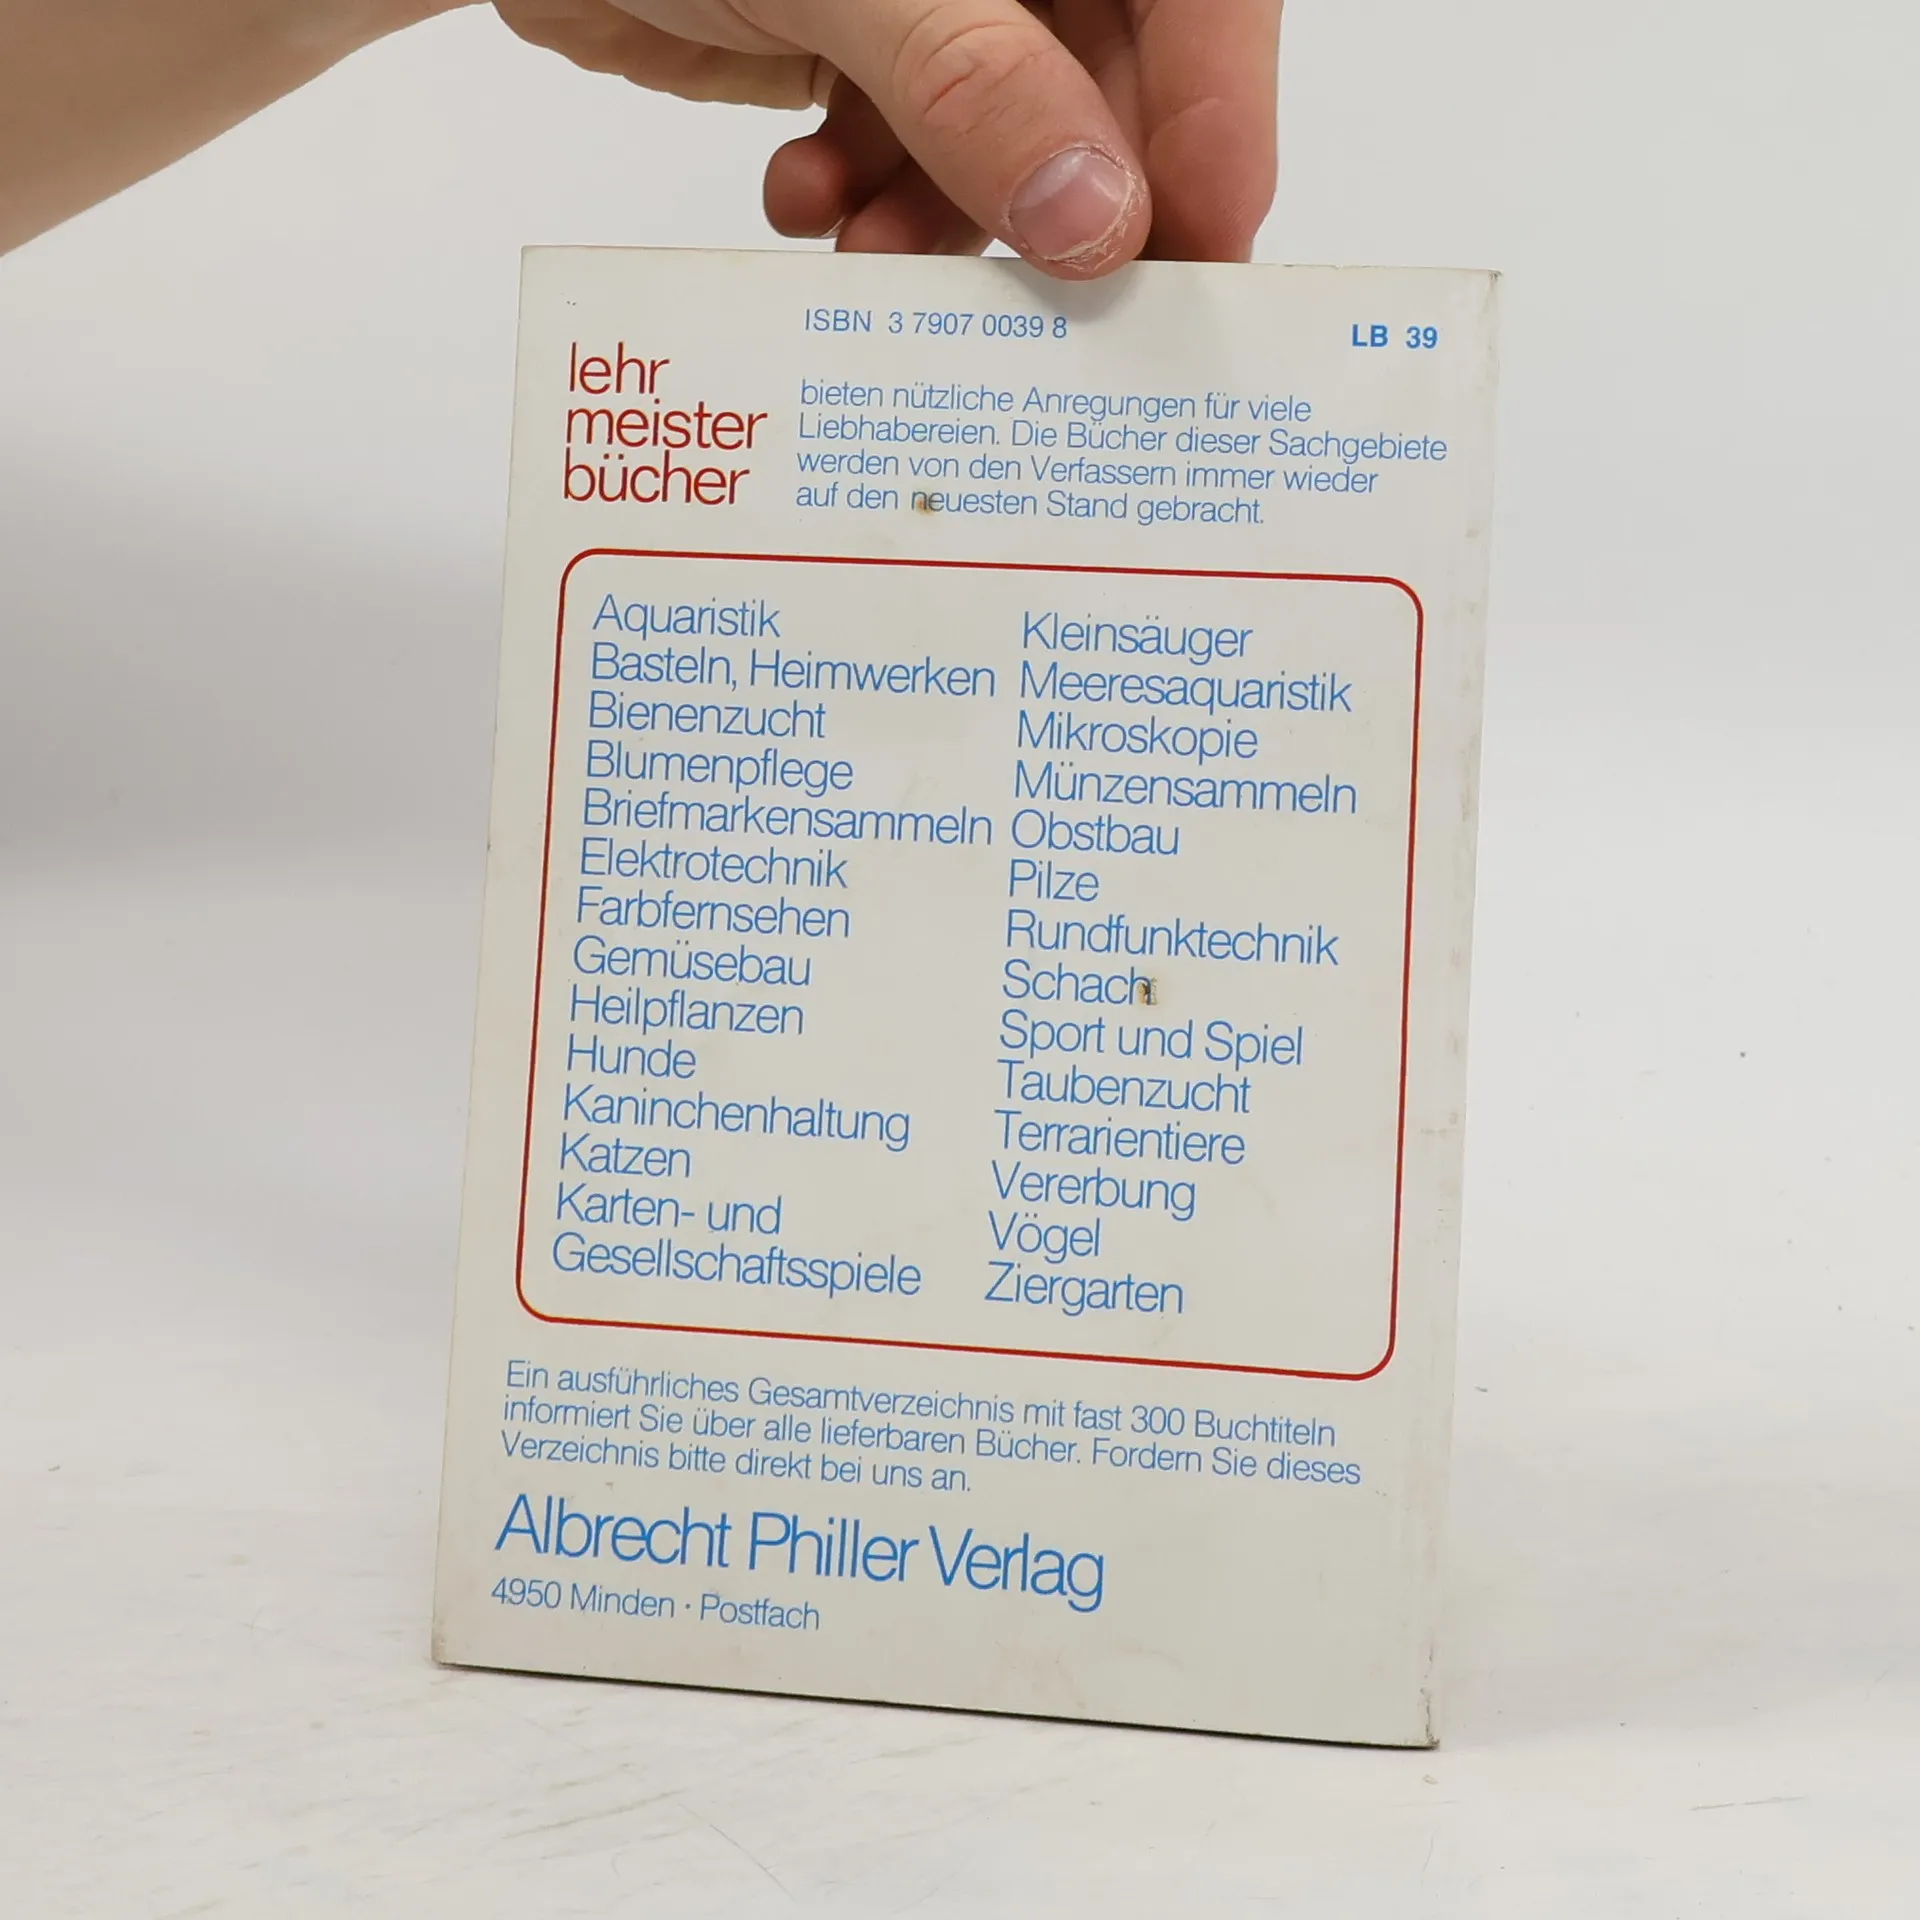 ISBN 3 7907 0039 8
LB 39
lehr
meister
bücher
bieten nützliche Anregungen für viele
Liebhabereien. Die Bücher dieser Sachgebiete
werden von den Verfassern immer wieder
auf den neuesten Stand gebracht.
Aquaristik
Basteln, Heimwerken
Bienenzucht
Blumenpflege
Briefmarkensammeln
Elektrotechnik
Farbfernsehen
Gemüsebau
Heilpflanzen
Hunde
Kaninchenhaltung
Katzen
Karten- und
Gesellschaftsspiele
Kleinsäuger
Meeresaquaristik
Mikroskopie
Münzensammeln
Obstbau
Pilze
Rundfunktechnik
Schach
Sport und Spiel
Taubenzucht
Terrarientiere
Vererbung
Vögel
Ziergarten
Ein ausführliches Gesamtverzeichnis mit fast 300 Buchtiteln
informiert Sie über alle lieferbaren Bücher. Fordern Sie dieses
Verzeichnis bitte direkt bei uns an.
Albrecht Philler Verlag
4950 Minden · Postfach